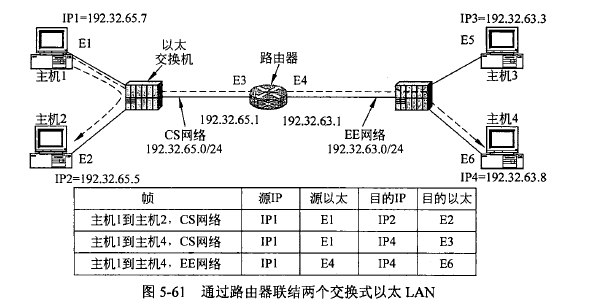 IP1=192.32.65.7
IP3=192.32.63.3
E1
以太
交换机
路由器
E5
主机1
E3
E4
主机3
主机2
主机4
192.32.65.1
192.32.63.1
CS网络
EE网络
E2
192.32.65.0/24
192.32.63.0/24
E6
IP2=192.32.65.5
IP4=192.32.63.8
帧 源IP 源以太 目的IP 目的以太
主机1到主机2，CS网络 IP1 E1 IP2 E2
主机1到主机4，CS网络 IP1 E1 IP4 E3
主机1到主机4，EE网络 IP1 E4 IP4 E6
图 5-61 通过路由器联结两个交换式以太 LAN